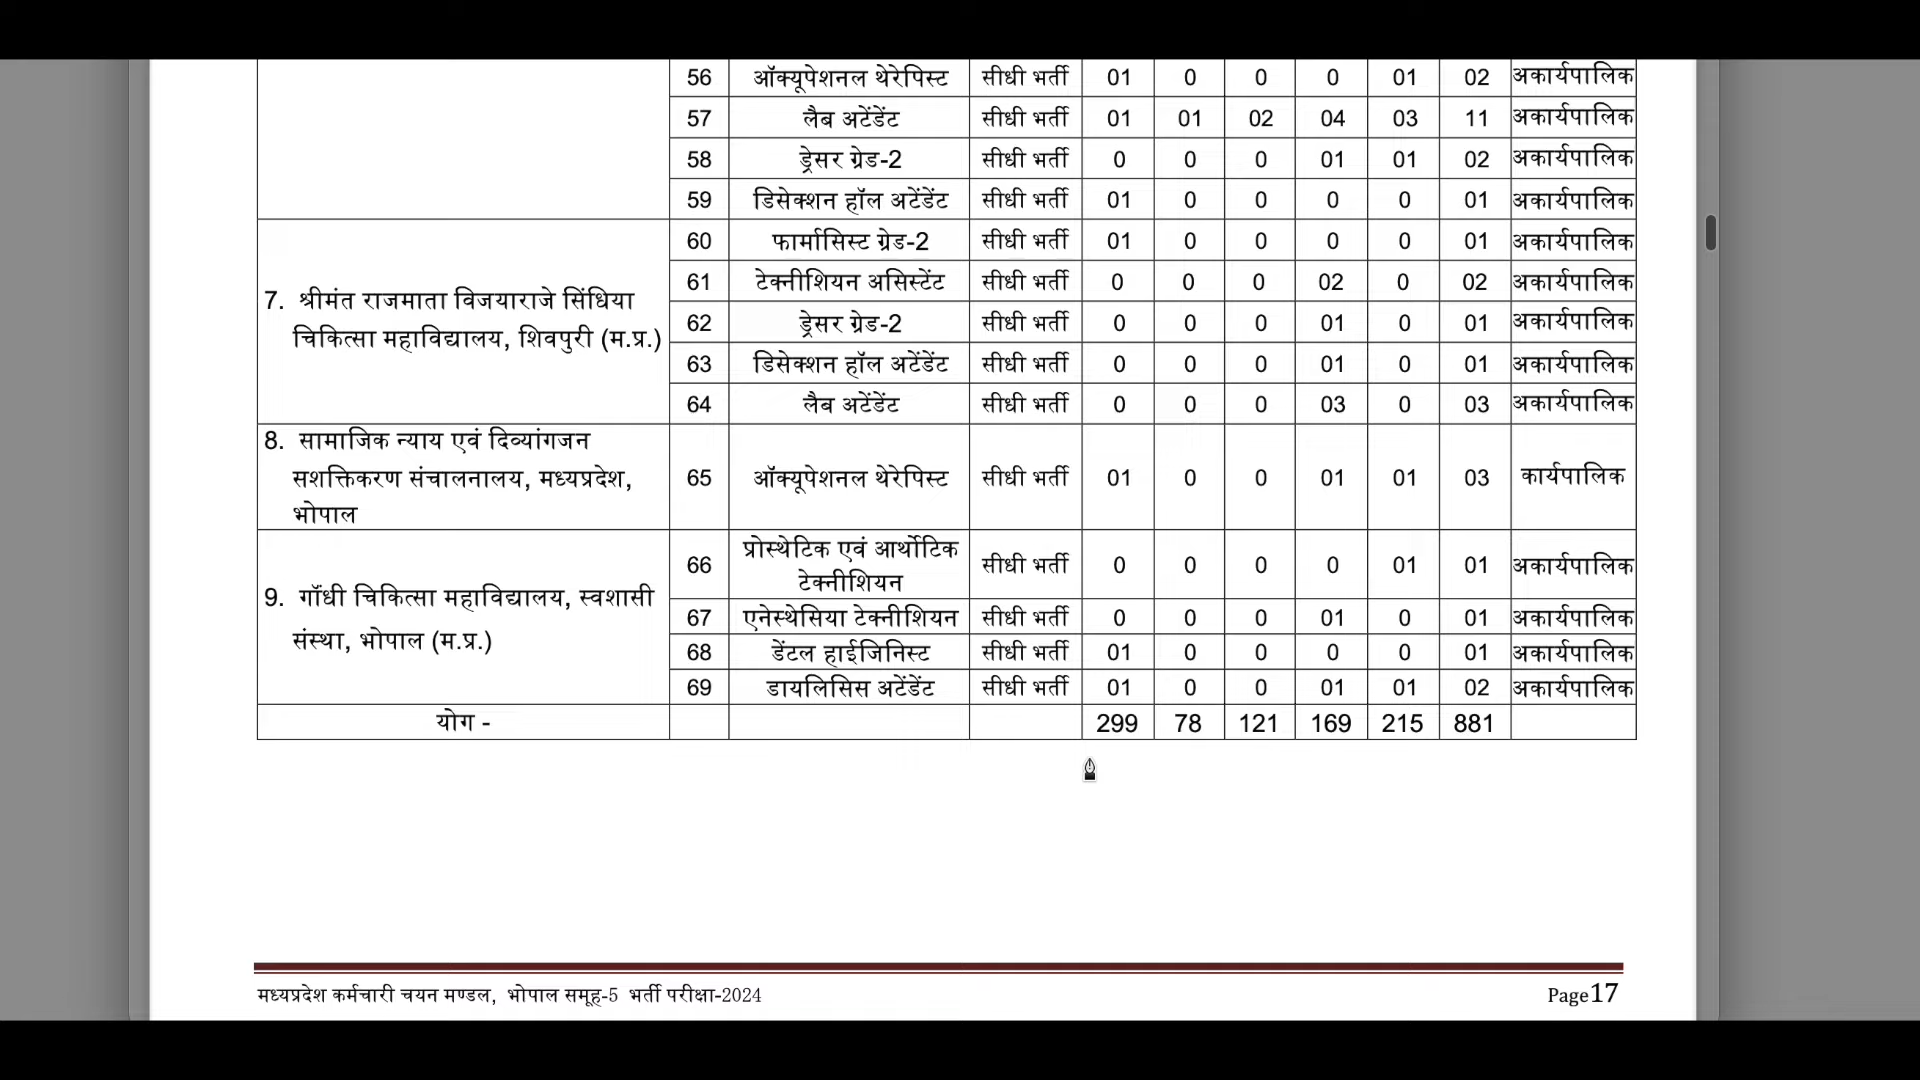 56 ऑक्यूपेशनल थेरेपिस्ट सीधी भर्ती 01 0 0 0 01 02 अकार्यपालिक
57 लैब अटेंडेंट सीधी भर्ती 01 01 02 04 03 11 अकार्यपालिक
58 ड्रेसर ग्रेड-2 सीधी भर्ती 0 0 0 01 01 02 अकार्यपालिक
59 डिसेक्शन हॉल अटेंडेंट सीधी भर्ती 01 0 0 0 0 01 अकार्यपालिक
7. श्रीमंत राजमाता विजयाराजे सिंधिया
चिकित्सा महाविद्यालय, शिवपुरी (म.प्र.)
60 फार्मासिस्ट ग्रेड-2 सीधी भर्ती 01 0 0 0 0 01 अकार्यपालिक
61 टेक्नीशियन असिस्टेंट सीधी भर्ती 0 0 0 02 0 02 अकार्यपालिक
62 ड्रेसर ग्रेड-2 सीधी भर्ती 0 0 0 01 0 01 अकार्यपालिक
63 डिसेक्शन हॉल अटेंडेंट सीधी भर्ती 0 0 0 01 0 01 अकार्यपालिक
64 लैब अटेंडेंट सीधी भर्ती 0 0 0 03 0 03 अकार्यपालिक
8. सामाजिक न्याय एवं दिव्यांगजन
सशक्तिकरण संचालनालय, मध्यप्रदेश,
भोपाल
65 ऑक्यूपेशनल थेरेपिस्ट सीधी भर्ती 01 0 0 01 01 03 कार्यपालिक
9. गाँधी चिकित्सा महाविद्यालय, स्वशासी
संस्था, भोपाल (म.प्र.)
66 प्रोस्थेटिक एवं आर्थोटिक
टेक्नीशियन सीधी भर्ती 0 0 0 0 01 01 अकार्यपालिक
67 एनेस्थेसिया टेक्नीशियन सीधी भर्ती 0 0 0 01 0 01 अकार्यपालिक
68 डेंटल हाईजिनिस्ट सीधी भर्ती 01 0 0 0 0 01 अकार्यपालिक
69 डायलिसिस अटेंडेंट सीधी भर्ती 01 0 0 01 01 02 अकार्यपालिक
योग - 299 78 121 169 215 881
मध्यप्रदेश कर्मचारी चयन मण्डल, भोपाल समूह-5 भर्ती परीक्षा-2024 Page17